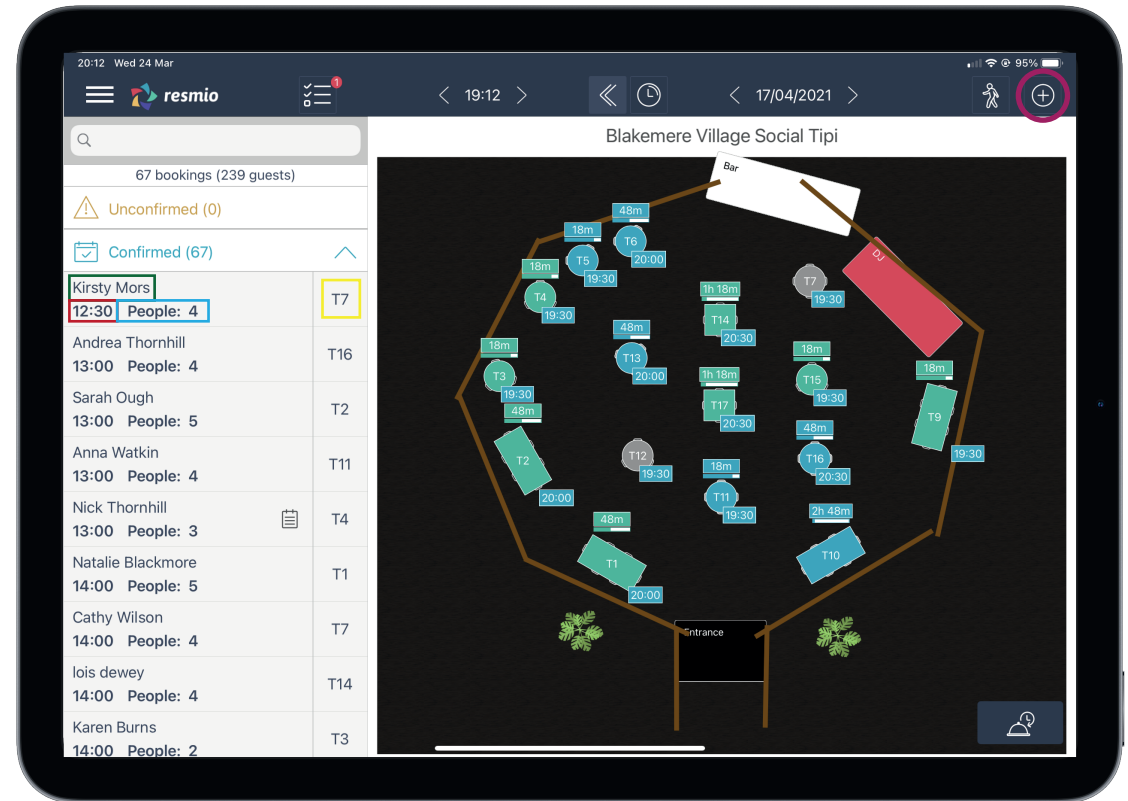 20:12 Wed 24 Mar
95%
resmio
1
19:12
17/04/2021
67 bookings (239 guests)
Unconfirmed (0)
Confirmed (67)
Kirsty Mors
12:30 People: 4
T7
Andrea Thornhill
13:00 People: 4
T16
Sarah Ough
13:00 People: 5
T2
Anna Watkin
13:00 People: 4
T11
Nick Thornhill
13:00 People: 3
T4
Natalie Blackmore
14:00 People: 5
T1
Cathy Wilson
14:00 People: 4
T7
lois dewey
14:00 People: 4
T14
Karen Burns
14:00 People: 2
T3
Blakemere Village Social Tipi
Bar
DJ
48m
T6
20:00
18m
T5
19:30
18m
T4
19:30
T7
19:30
1h 18m
T14
20:30
48m
T13
20:00
18m
T3
19:30
18m
T15
19:30
18m
T9
19:30
1h 18m
T17
20:30
48m
T2
20:00
T12
19:30
48m
T16
20:30
18m
T11
19:30
48m
T1
20:00
2h 48m
T10
Entrance